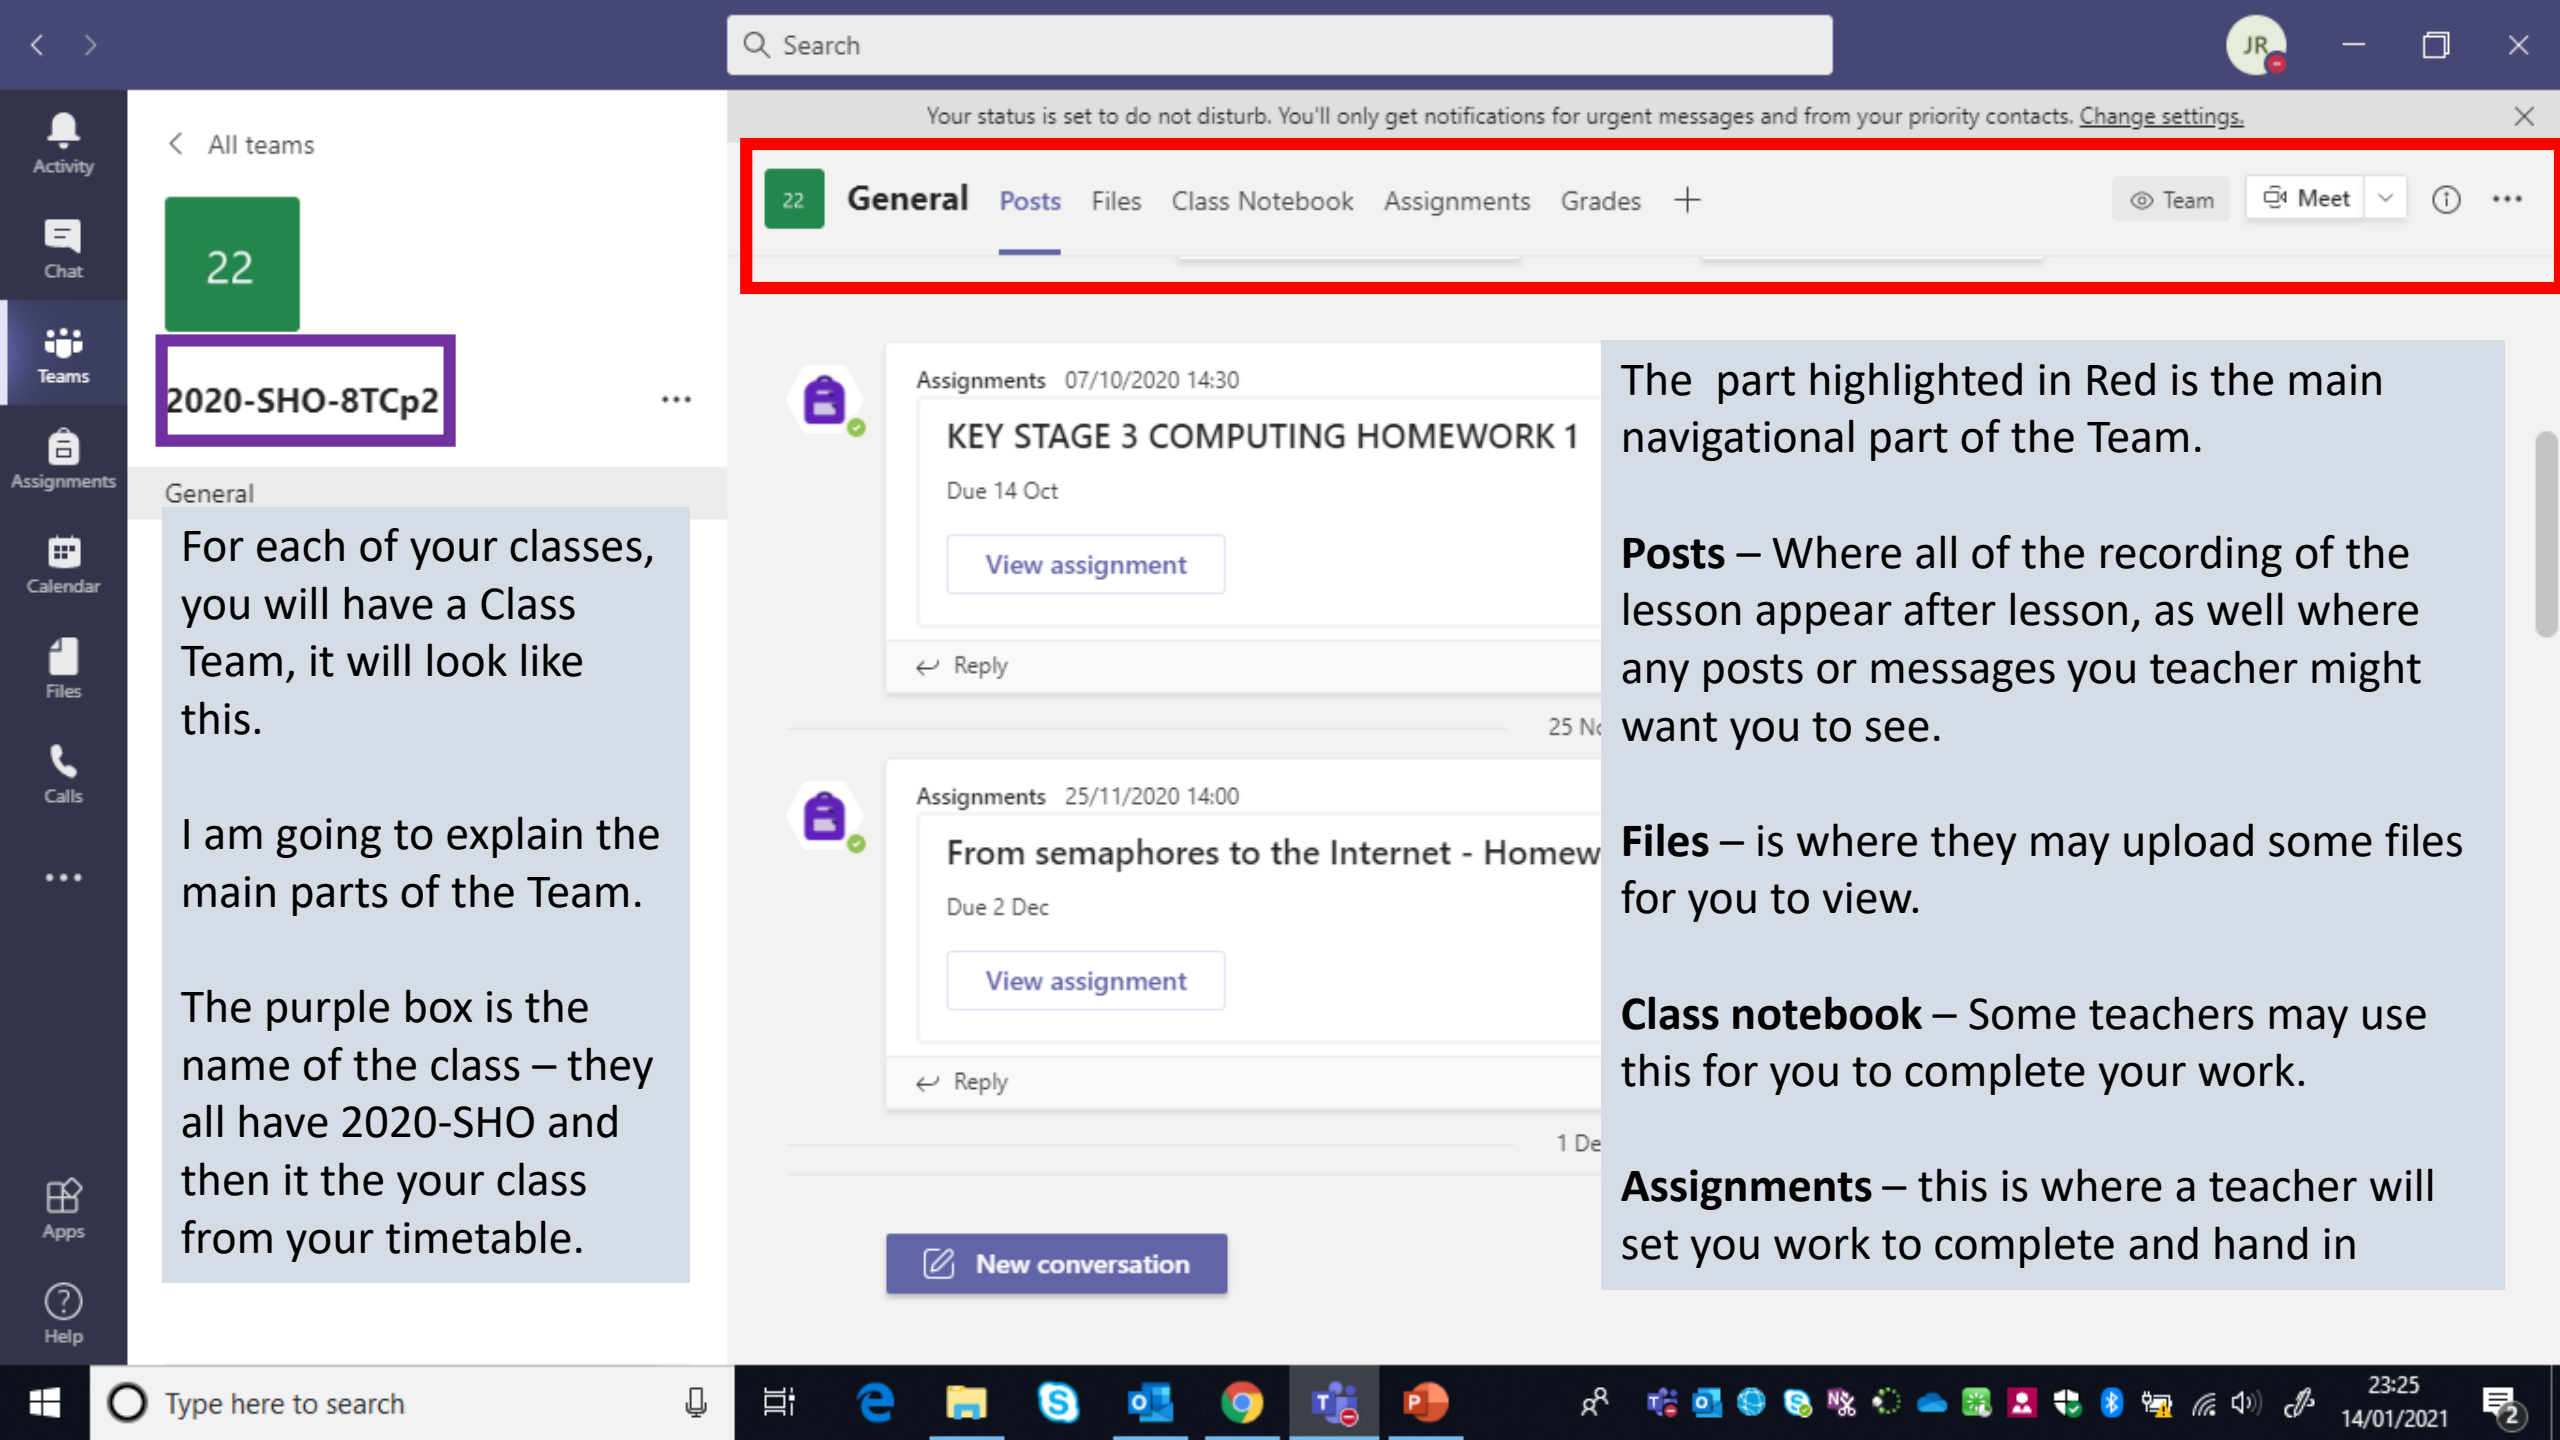 Search
JR
Your status is set to do not disturb. You'll only get notifications for urgent messages and from your priority contacts. Change settings.
Activity
Chat
Teams
Assignments
Calendar
Files
Calls
Apps
Help
All teams
22
2020-SHO-8TCp2
General
For each of your classes,
you will have a Class
Team, it will look like
this.
I am going to explain the
main parts of the Team.
The purple box is the
name of the class – they
all have 2020-SHO and
then it the your class
from your timetable.
22 General Posts Files Class Notebook Assignments Grades Team Meet
Assignments 07/10/2020 14:30
KEY STAGE 3 COMPUTING HOMEWORK 1
Due 14 Oct
View assignment
Reply
25
Assignments 25/11/2020 14:00
From semaphores to the Internet -
Due 2 Dec
View assignment
Reply
1
New conversation
The part highlighted in Red is the main
navigational part of the Team.
Posts – Where all of the recording of the
lesson appear after lesson, as well where
any posts or messages you teacher might
want you to see.
Files – is where they may upload some files
for you to view.
Class notebook – Some teachers may use
this for you to complete your work.
Assignments – this is where a teacher will
set you work to complete and hand in
Type here to search
23:25
14/01/2021
2